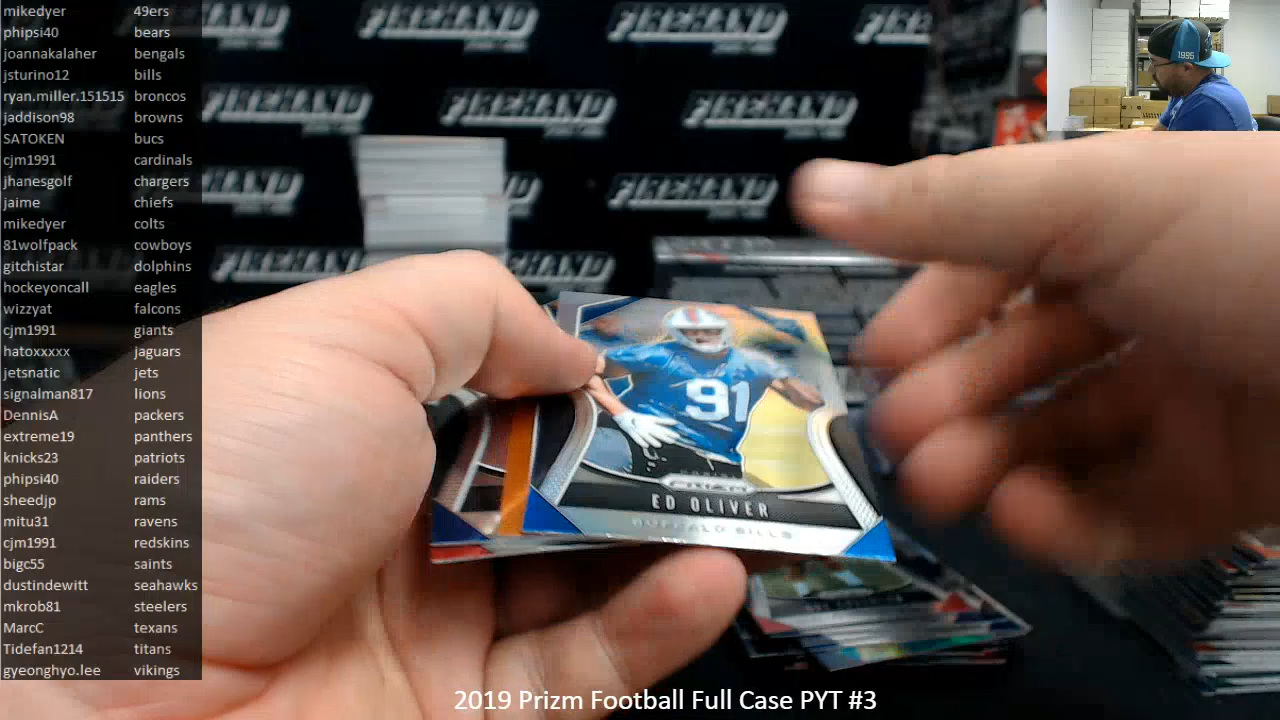 mikedyer 49ers
phipsi40 bears
joannakalaher bengals
jsturino12 bills
ryan.miller.151515 broncos
jaddison98 browns
SATOKEN bucs
cjm1991 cardinals
jhanesgolf chargers
jaime chiefs
mikedyer colts
81wolfpack cowboys
gitchistar dolphins
hockeyoncall eagles
wizzyat falcons
cjm1991 giants
hatoxxxxx jaguars
jetsnatic jets
signalman817 lions
DennisA packers
extreme19 panthers
knicks23 patriots
phipsi40 raiders
sheedjp rams
mitu31 ravens
cjm1991 redskins
bigc55 saints
dustindewitt seahawks
mkrob81 steelers
MarcC texans
Tidefan1214 titans
gyeonghyo.lee vikings
FIREHAND FIREHAND FIREHAND
FIREHAND FIREHAND FIREHAND
FIREHAND
FIREHAND
1995
91
PRIZM
ED OLIVER
BUFFALO BILLS
2019 Prizm Football Full Case PYT #3